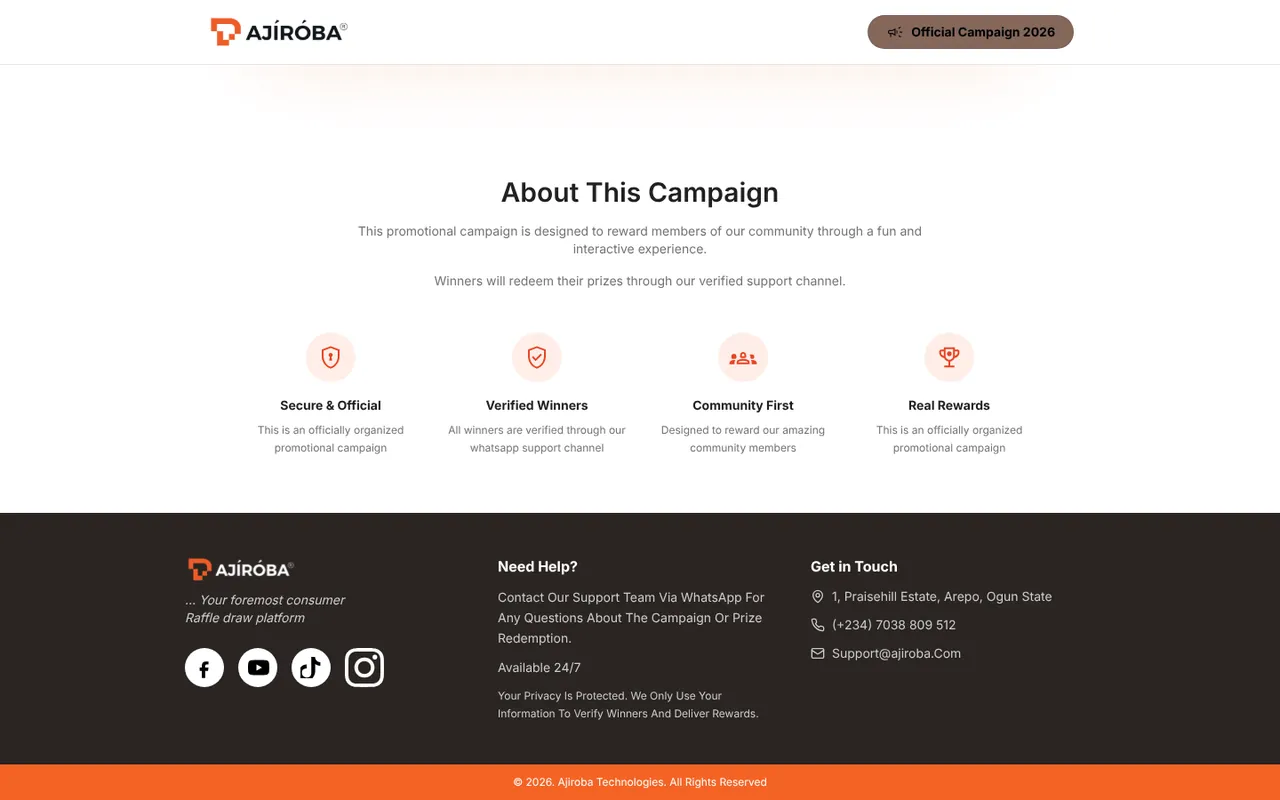 AJÍRÓBA®
Official Campaign 2026
About This Campaign
This promotional campaign is designed to reward members of our community through a fun and
interactive experience.
Winners will redeem their prizes through our verified support channel.
Secure & Official
This is an officially organized
promotional campaign
Verified Winners
All winners are verified through our
whatsapp support channel
Community First
Designed to reward our amazing
community members
Real Rewards
This is an officially organized
promotional campaign
AJÍRÓBA®
... Your foremost consumer
Raffle draw platform
Need Help?
Contact Our Support Team Via WhatsApp For
Any Questions About The Campaign Or Prize
Redemption.
Available 24/7
Your Privacy Is Protected. We Only Use Your
Information To Verify Winners And Deliver Rewards.
Get in Touch
1, Praisehill Estate, Arepo, Ogun State
(+234) 7038 809 512
Support@ajiroba.Com
© 2026. Ajiroba Technologies. All Rights Reserved